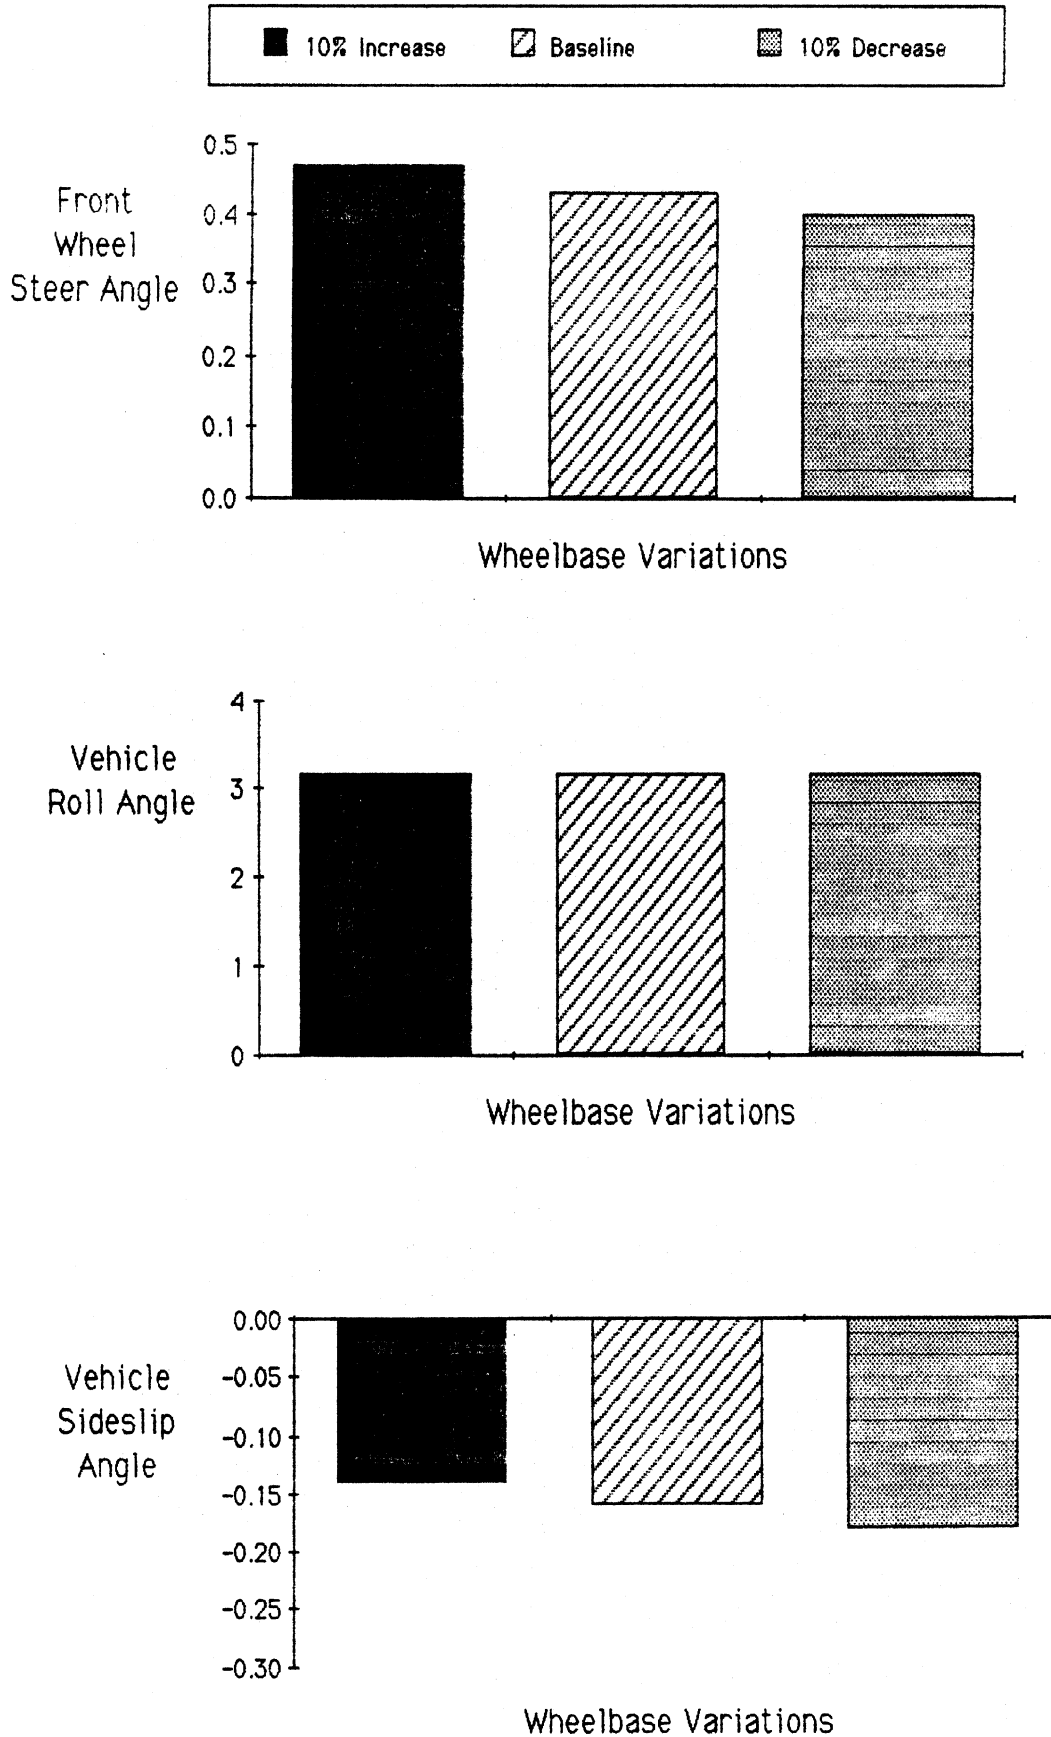 10% Increase Baseline 10% Decrease
Front
Wheel
Steer Angle
0.5
0.4
0.3
0.2
0.1
0.0
Wheelbase Variations
Vehicle
Roll Angle
4
3
2
1
0
Wheelbase Variations
Vehicle
Sideslip
Angle
0.00
-0.05
-0.10
-0.15
-0.20
-0.25
-0.30
Wheelbase Variations